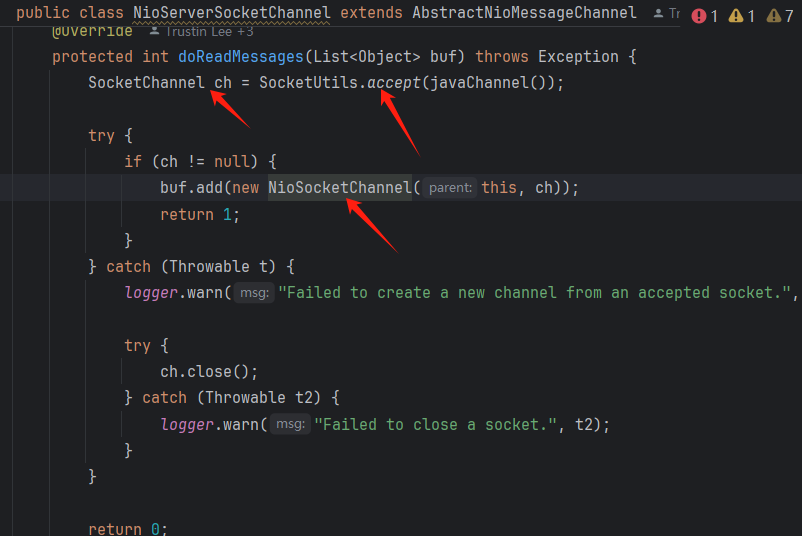 public class NioServerSocketChannel extends AbstractNioMessageChannel 1 1 7
@Override Trustin Lee +3
protected int doReadMessages(List<Object> buf) throws Exception {
SocketChannel ch = SocketUtils.accept(javaChannel());
try {
if (ch != null) {
buf.add(new NioSocketChannel( parent: this, ch));
return 1;
}
} catch (Throwable t) {
logger.warn( msg: "Failed to create a new channel from an accepted socket.",
try {
ch.close();
} catch (Throwable t2) {
logger.warn( msg: "Failed to close a socket.", t2);
}
}
return 0;